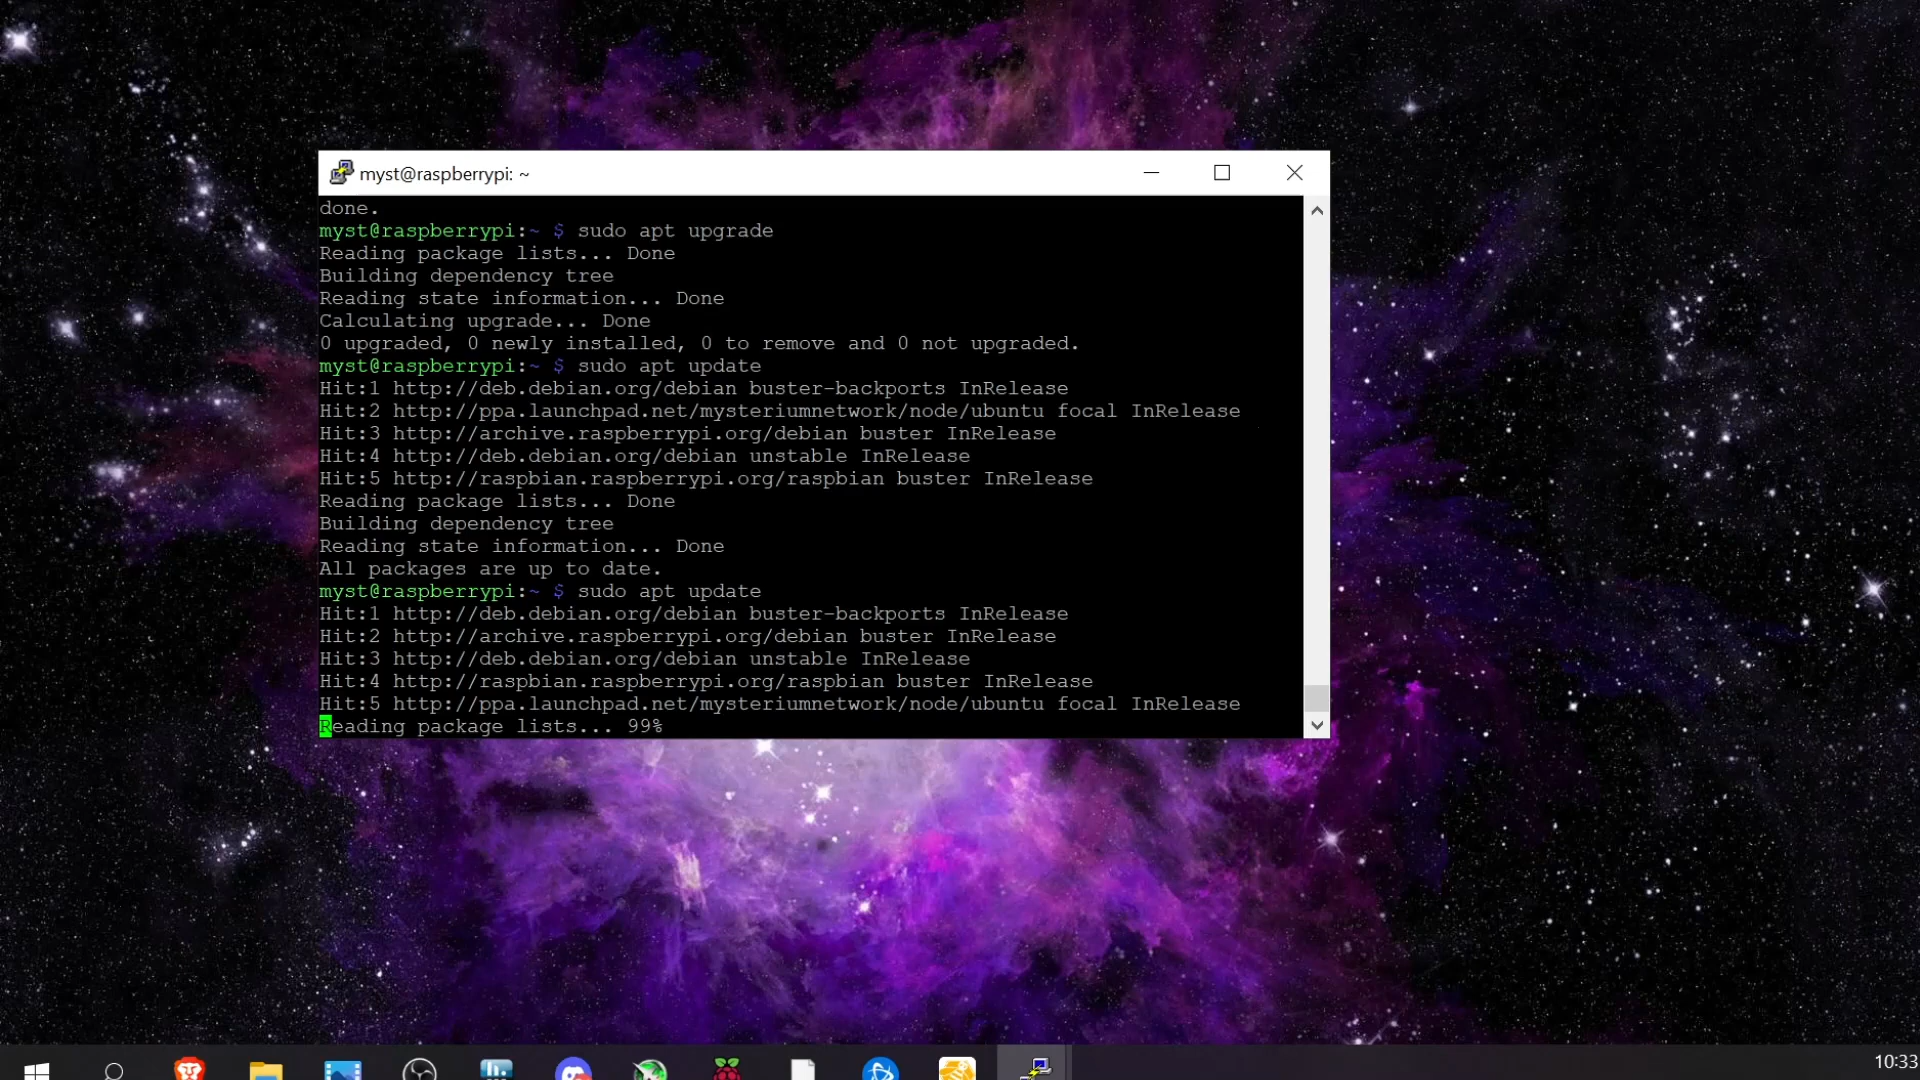 myst@raspberrypi: ~
done.
myst@raspberrypi:~ $ sudo apt upgrade
Reading package lists... Done
Building dependency tree
Reading state information... Done
Calculating upgrade... Done
0 upgraded, 0 newly installed, 0 to remove and 0 not upgraded.
myst@raspberrypi:~ $ sudo apt update
Hit:1 http://deb.debian.org/debian buster-backports InRelease
Hit:2 http://ppa.launchpad.net/mysteriumnetwork/node/ubuntu focal InRelease
Hit:3 http://archive.raspberrypi.org/debian buster InRelease
Hit:4 http://deb.debian.org/debian unstable InRelease
Hit:5 http://raspbian.raspberrypi.org/raspbian buster InRelease
Reading package lists... Done
Building dependency tree
Reading state information... Done
All packages are up to date.
myst@raspberrypi:~ $ sudo apt update
Hit:1 http://deb.debian.org/debian buster-backports InRelease
Hit:2 http://archive.raspberrypi.org/debian buster InRelease
Hit:3 http://deb.debian.org/debian unstable InRelease
Hit:4 http://raspbian.raspberrypi.org/raspbian buster InRelease
Hit:5 http://ppa.launchpad.net/mysteriumnetwork/node/ubuntu focal InRelease
Reading package lists... 99%
10:33